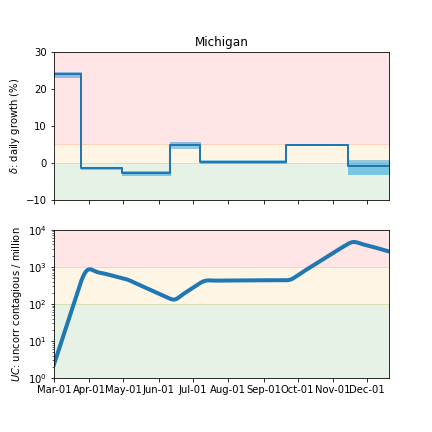 Michigan
30
20
10
0
−10
δ: daily growth (%)
10⁴
10³
10²
10¹
10⁰
UC: uncorr contagious / million
Mar-01 Apr-01 May-01 Jun-01 Jul-01 Aug-01 Sep-01 Oct-01 Nov-01 Dec-01